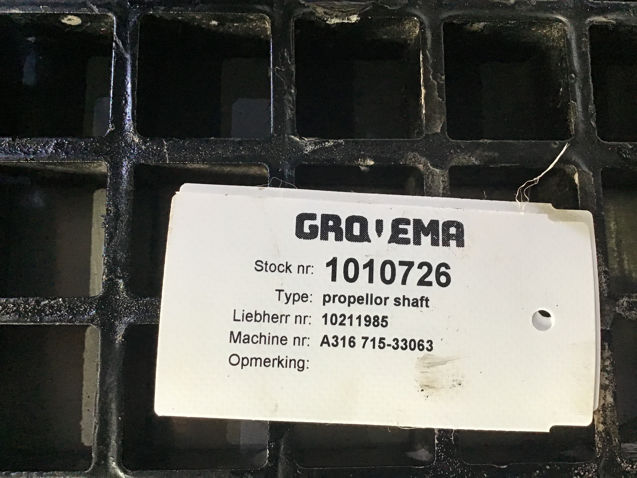 GROVEMA
Stock nr: 1010726
Type: propellor shaft
Liebherr nr: 10211985
Machine nr: A316 715-33063
Opmerking: